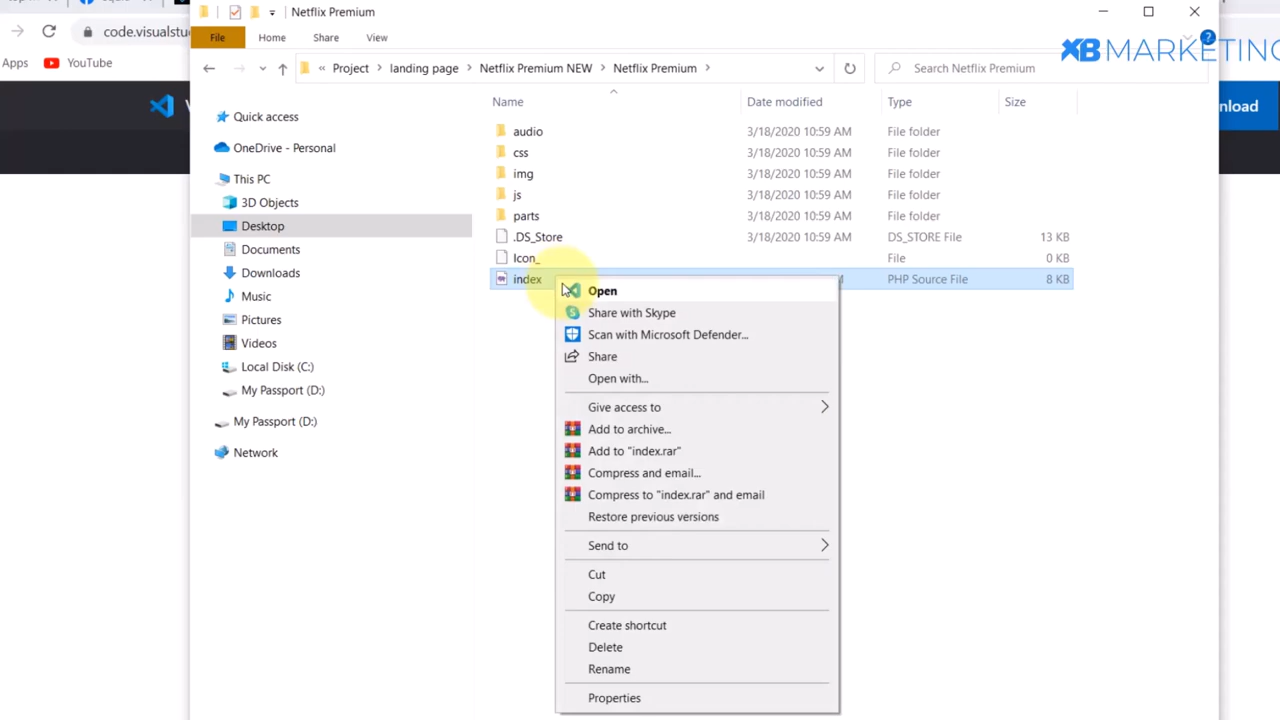 Netflix Premium
code.visualstu
File Home Share View
XB MARKETING
Apps YouTube
« Project > landing page > Netflix Premium NEW > Netflix Premium >
Search Netflix Premium
Name Date modified Type Size
nload
Quick access
OneDrive - Personal
This PC
3D Objects
Desktop
Documents
Downloads
Music
Pictures
Videos
Local Disk (C:)
My Passport (D:)
My Passport (D:)
Network
audio 3/18/2020 10:59 AM File folder
css 3/18/2020 10:59 AM File folder
img 3/18/2020 10:59 AM File folder
js 3/18/2020 10:59 AM File folder
parts 3/18/2020 10:59 AM File folder
.DS_Store 3/18/2020 10:59 AM DS_STORE File 13 KB
Icon_ File 0 KB
index PHP Source File 8 KB
Open
Share with Skype
Scan with Microsoft Defender...
Share
Open with...
Give access to
Add to archive...
Add to "index.rar"
Compress and email...
Compress to "index.rar" and email
Restore previous versions
Send to
Cut
Copy
Create shortcut
Delete
Rename
Properties